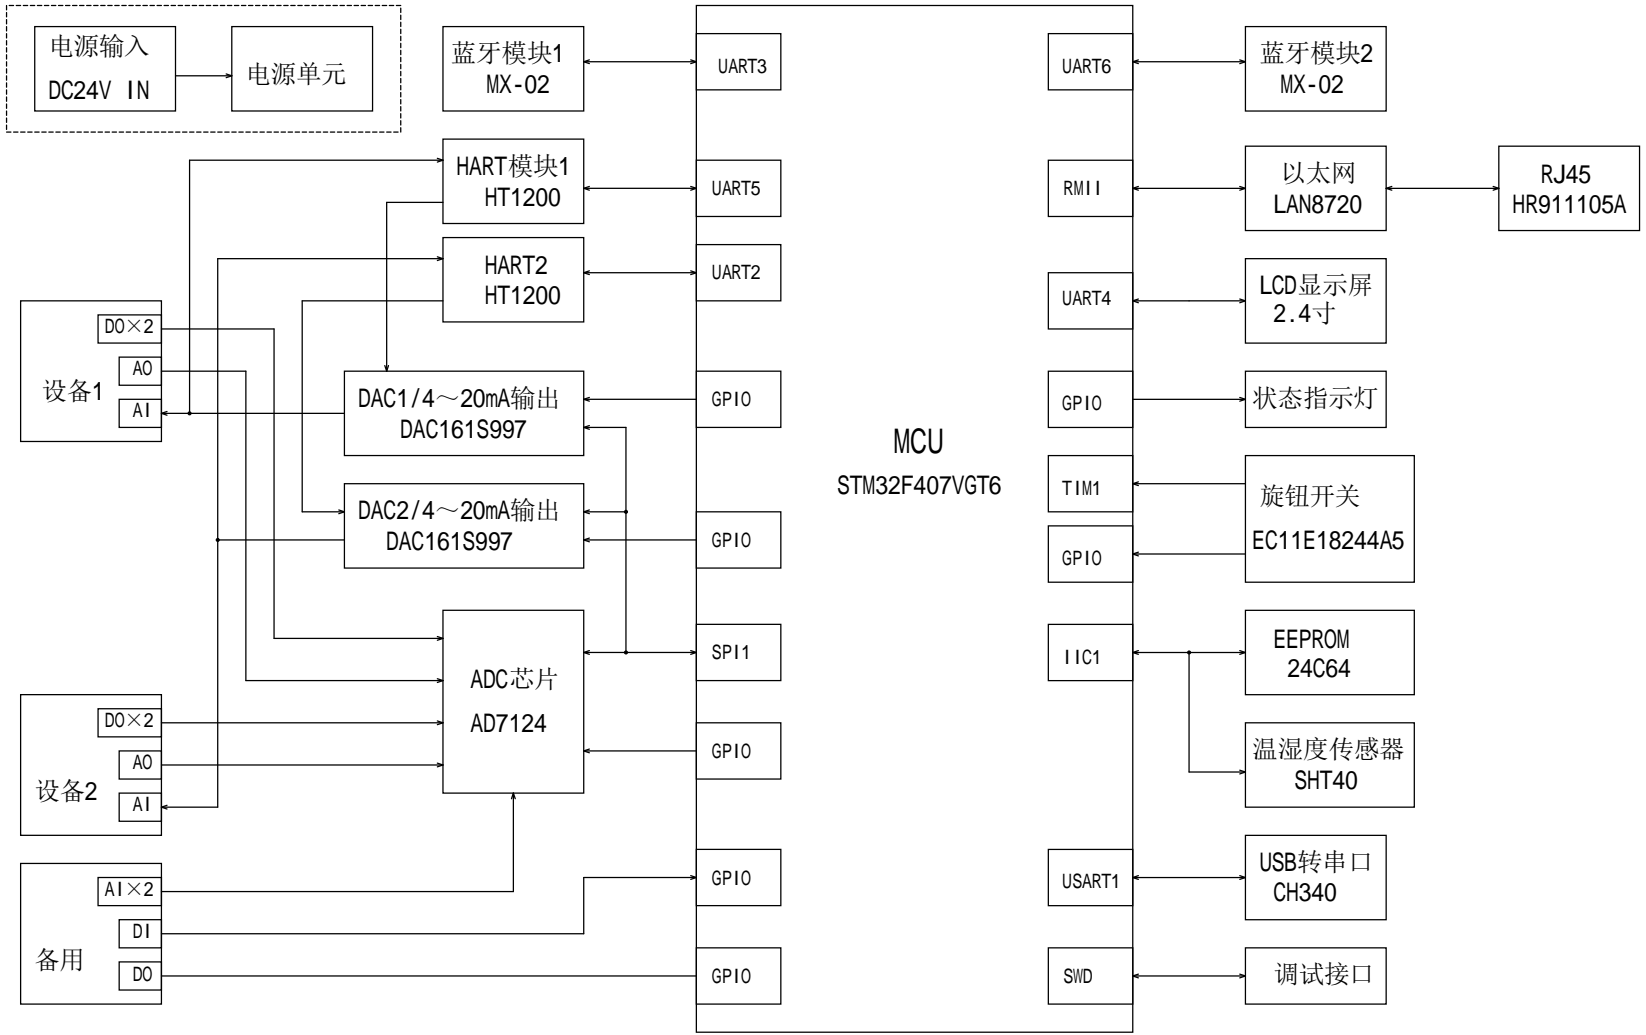 电源输入
DC24V IN
电源单元
蓝牙模块1
MX-02
UART3
HART模块1
HT1200
UART5
HART2
HT1200
UART2
设备1
DO×2
AO
AI
DAC1/4～20mA输出
DAC161S997
GPIO
DAC2/4～20mA输出
DAC161S997
GPIO
ADC芯片
AD7124
SPI1
GPIO
设备2
DO×2
AO
AI
备用
AI×2
DI
DO
GPIO
GPIO
MCU
STM32F407VGT6
UART6
蓝牙模块2
MX-02
RMII
以太网
LAN8720
RJ45
HR911105A
UART4
LCD显示屏
2.4寸
GPIO
状态指示灯
TIM1
GPIO
旋钮开关
EC11E18244A5
IIC1
EEPROM
24C64
温湿度传感器
SHT40
USART1
USB转串口
CH340
SWD
调试接口